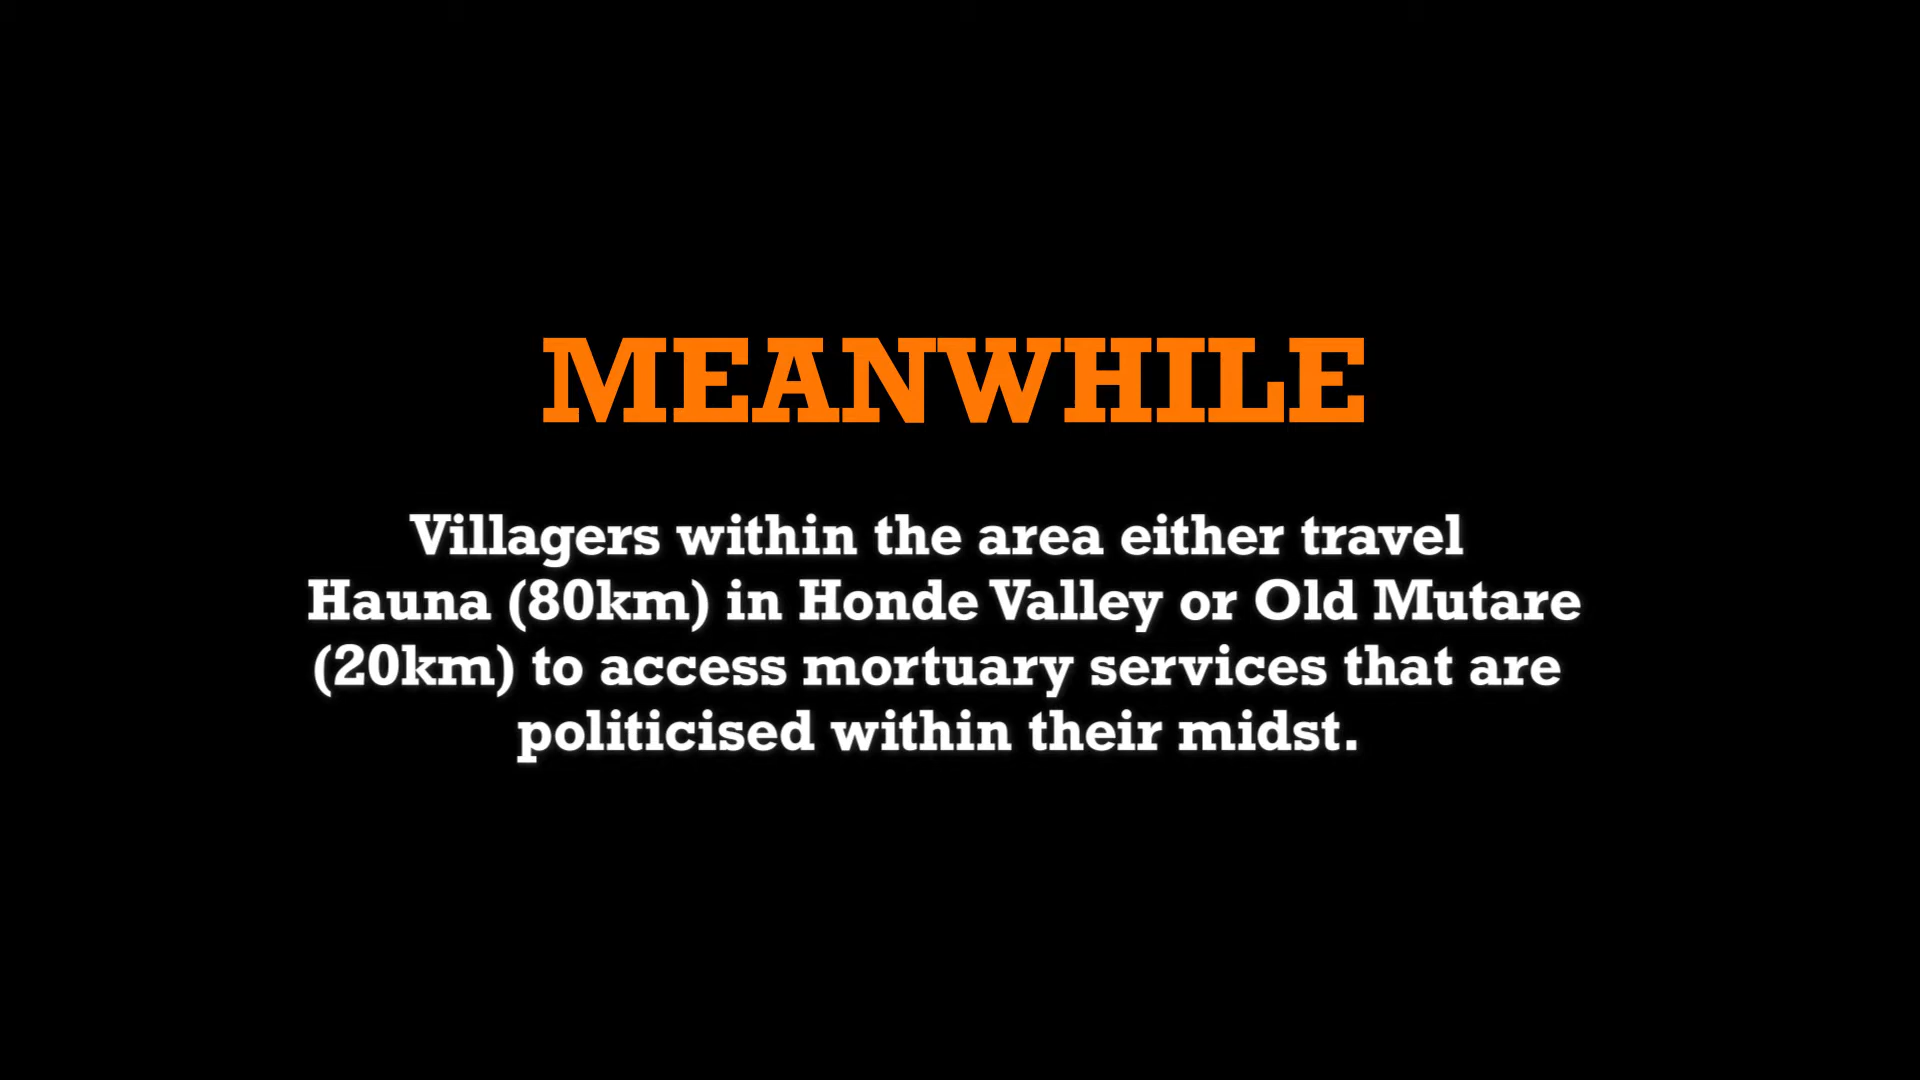 MEANWHILE
Villagers within the area either travel
Hauna (80km) in Honde Valley or Old Mutare
(20km) to access mortuary services that are
politicised within their midst.